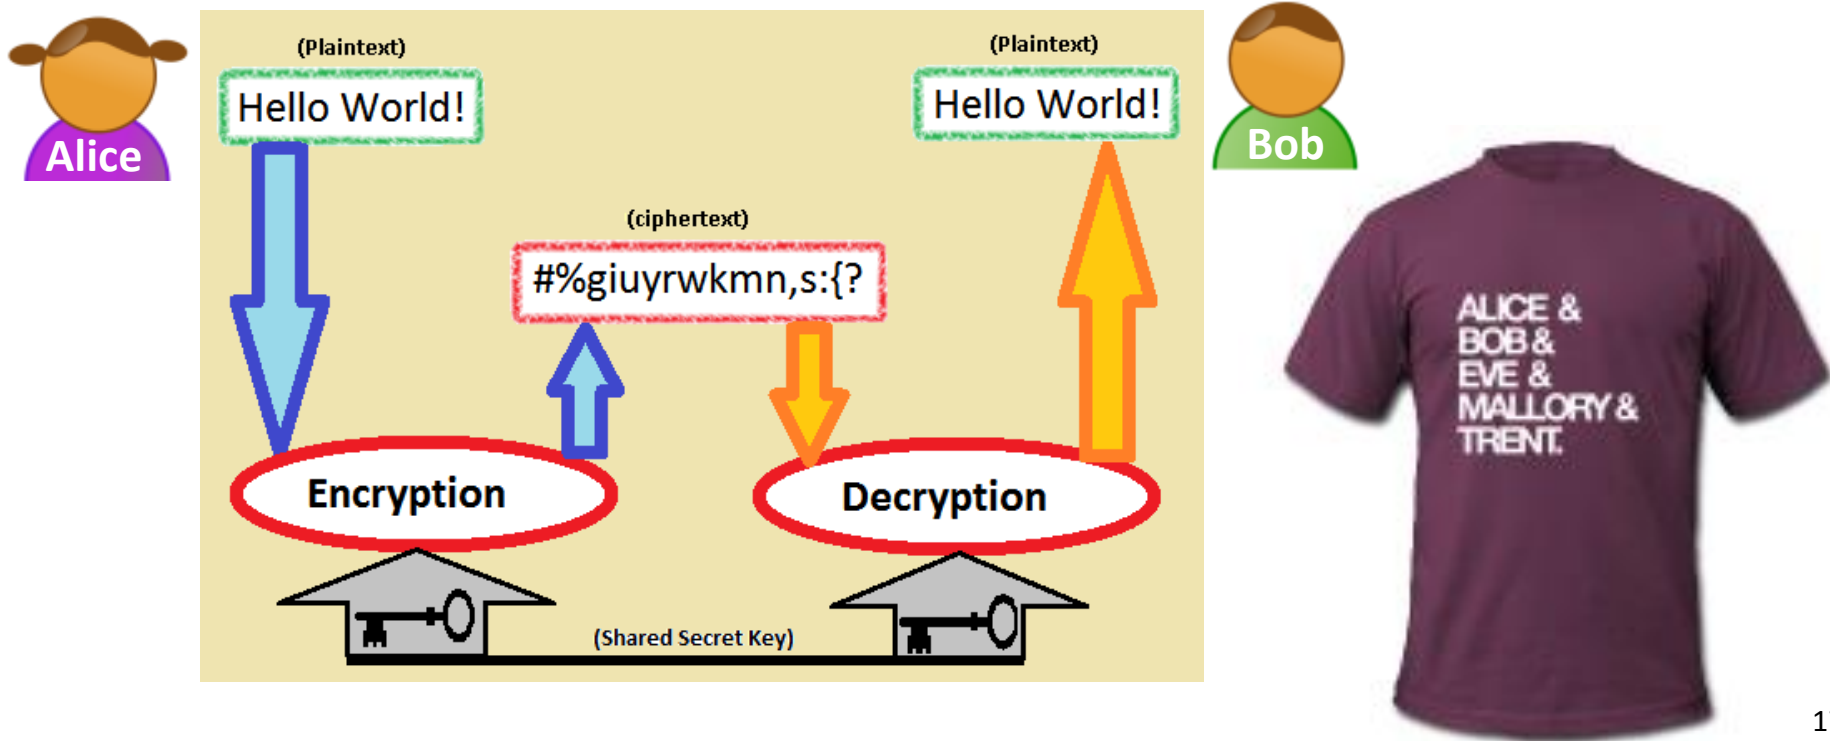 Alice
(Plaintext)
Hello World!
(Plaintext)
Hello World!
Bob
(ciphertext)
#%giuyrwkmn,s:{?
Encryption
Decryption
(Shared Secret Key)
ALICE &
BOB &
EVE &
MALLORY &
TRENT.
1